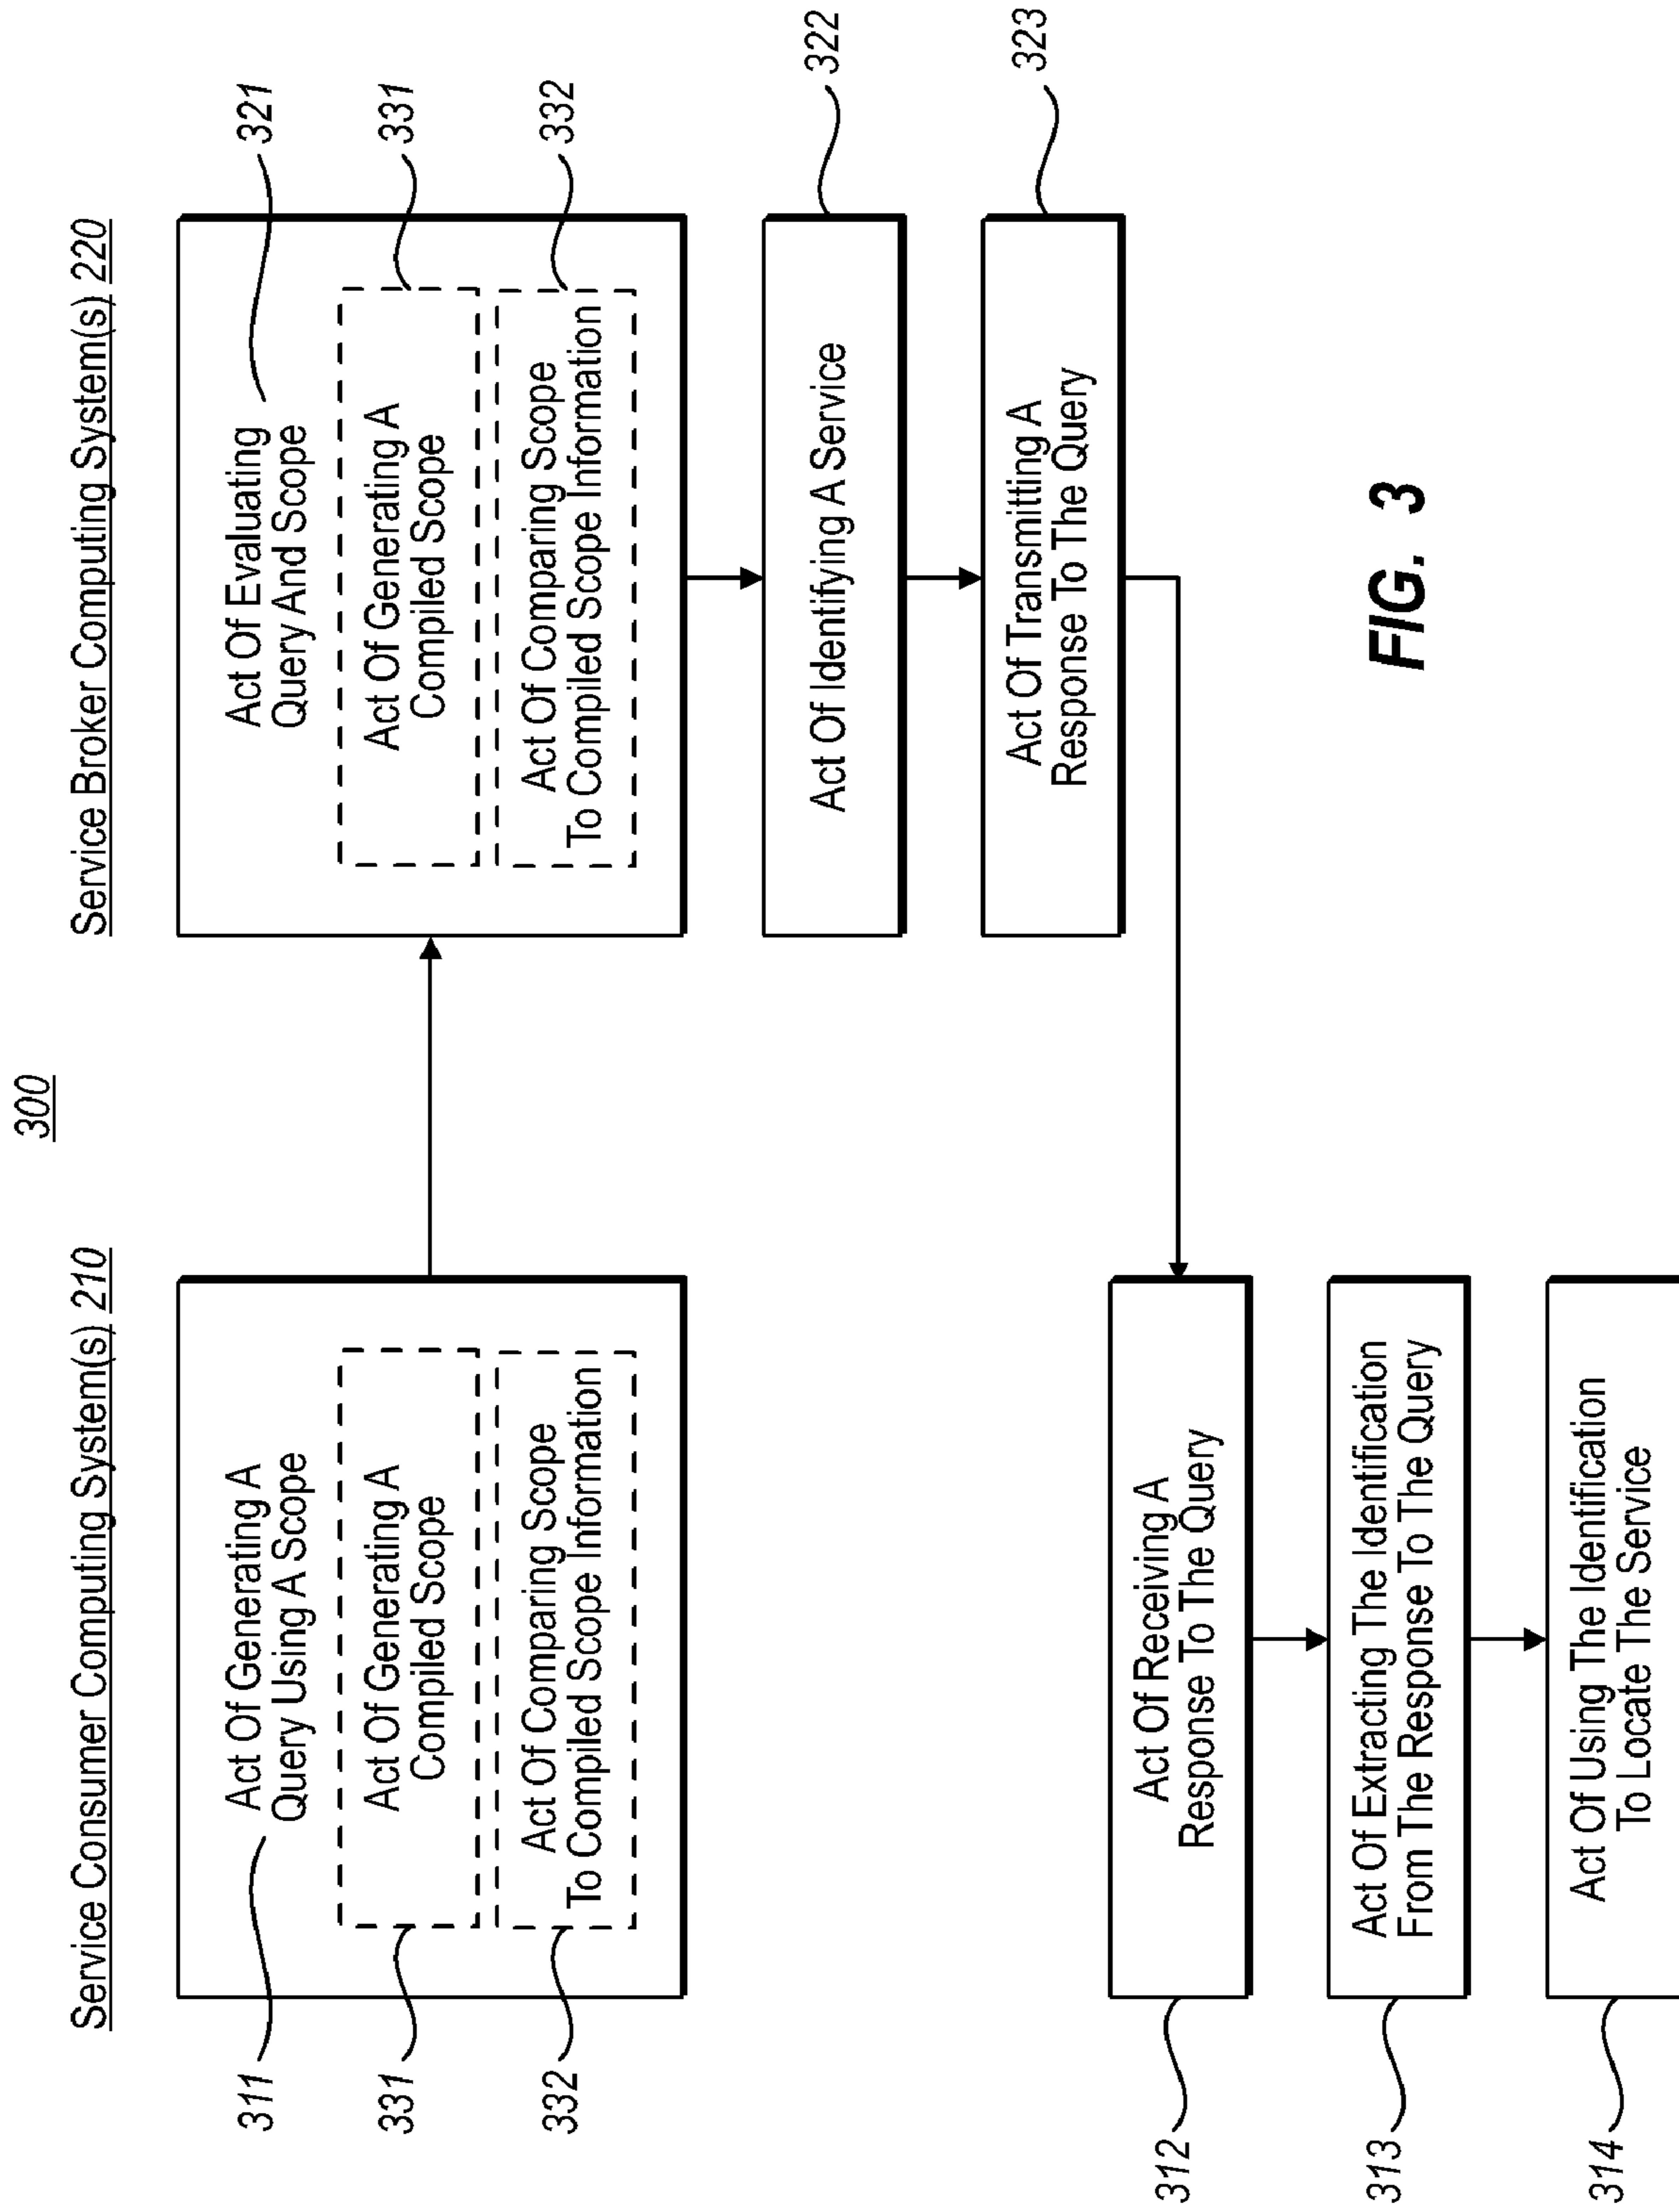 300
Service Consumer Computing System(s) 210
311
Act Of Generating A
Query Using A Scope
331
Act Of Generating A
Compiled Scope
332
Act Of Comparing Scope
To Compiled Scope Information
Service Broker Computing System(s) 220
Act Of Evaluating
Query And Scope
321
Act Of Generating A
Compiled Scope
331
Act Of Comparing Scope
To Compiled Scope Information
332
Act Of Identifying A Service
322
Act Of Transmitting A
Response To The Query
323
312
Act Of Receiving A
Response To The Query
313
Act Of Extracting The Identification
From The Response To The Query
314
Act Of Using The Identification
To Locate The Service
FIG. 3